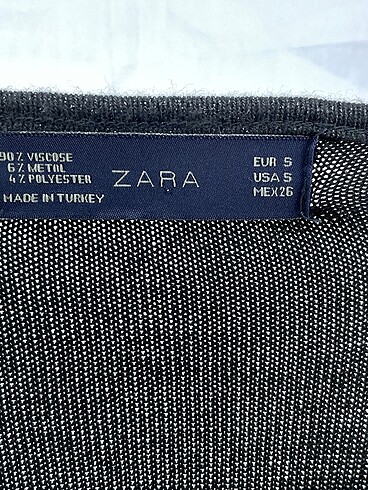 90% VISCOSE
6% METAL
4% POLYESTER
MADE IN TURKEY
ZARA
EUR S
USA S
MEX 26